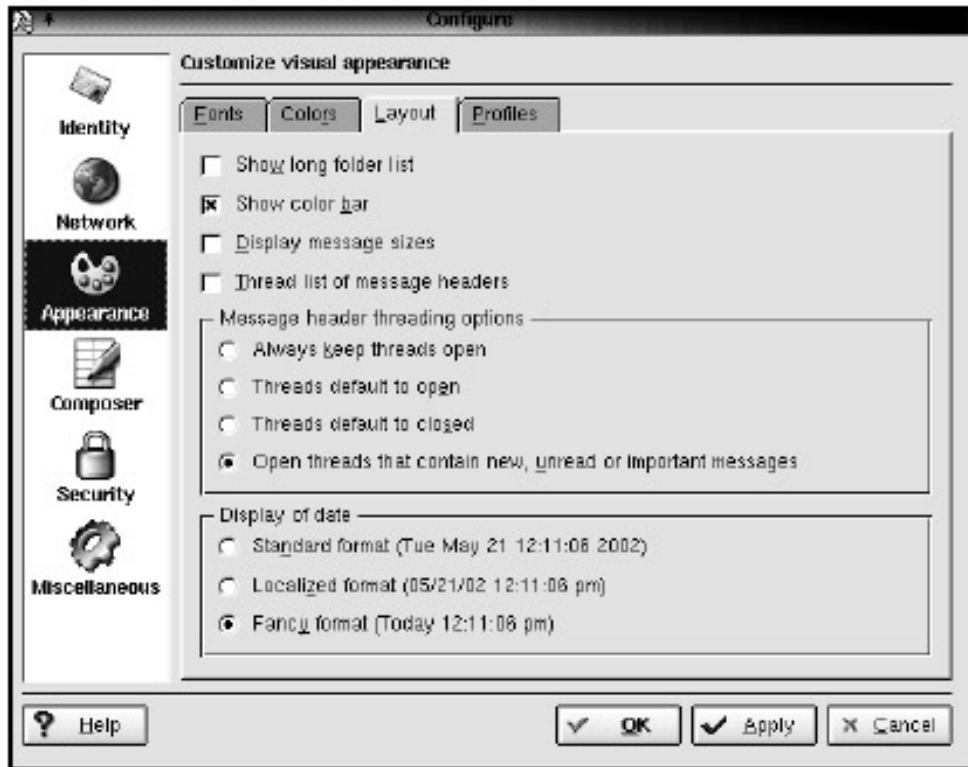 Configure
Identity
Network
Appearance
Composer
Security
Miscellaneous
Customize visual appearance
Fonts Colors Layout Profiles
Show long folder list
Show color bar
Display message sizes
Thread list of message headers
Message header threading options
Always keep threads open
Threads default to open
Threads default to closed
Open threads that contain new, unread or important messages
Display of date
Standard format (Tue May 21 12:11:06 2002)
Localized format (05/21/02 12:11:06 pm)
Fancy format (Today 12:11:06 pm)
Help OK Apply Cancel